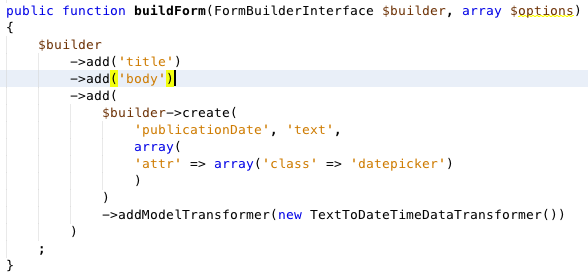 public function buildForm(FormBuilderInterface $builder, array $options)
{
    $builder
        ->add('title')
        ->add('body')
        ->add(
            $builder->create(
                'publicationDate', 'text',
                array(
                'attr' => array('class' => 'datepicker')
                )
            )
            ->addModelTransformer(new TextToDateTimeDataTransformer())
        )
    ;
}